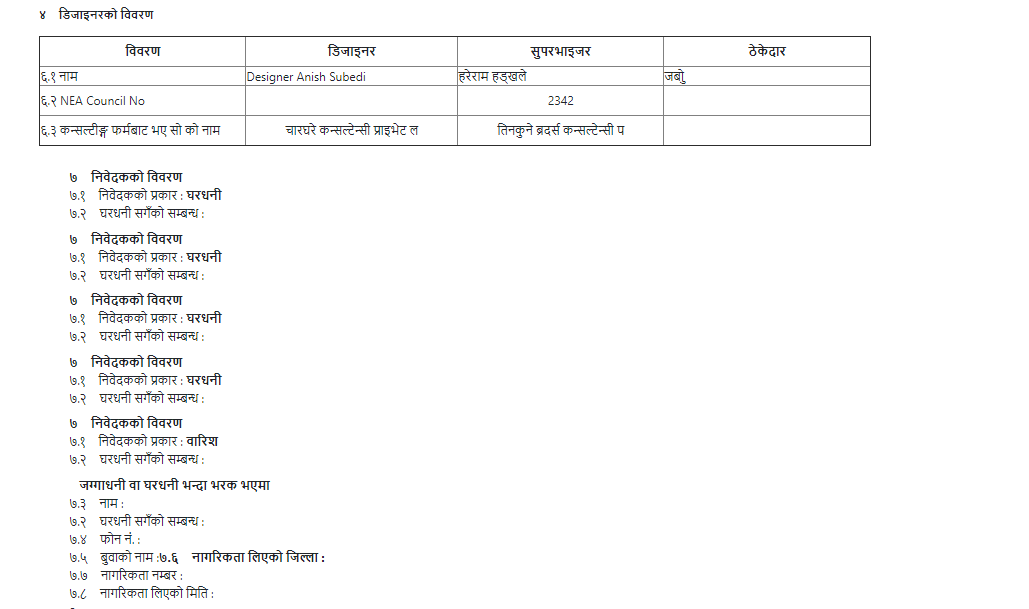 ४ डिजाइनरको विवरण
विवरण डिजाइनर सुपरभाइजर ठेकेदार
६.१ नाम Designer Anish Subedi हरेराम हड्खले जबोु
६.२ NEA Council No 2342
६.३ कन्सल्टीङ्ग फर्मबाट भए सो को नाम चारघरे कन्सल्टेन्सी प्राइभेट ल तिनकुने ब्रदर्स कन्सल्टेन्सी प
७ निवेदकको विवरण
७.१ निवेदकको प्रकार : घरधनी
७.२ घरधनी सगँको सम्बन्ध :
७ निवेदकको विवरण
७.१ निवेदकको प्रकार : घरधनी
७.२ घरधनी सगँको सम्बन्ध :
७ निवेदकको विवरण
७.१ निवेदकको प्रकार : घरधनी
७.२ घरधनी सगँको सम्बन्ध :
७ निवेदकको विवरण
७.१ निवेदकको प्रकार : घरधनी
७.२ घरधनी सगँको सम्बन्ध :
७ निवेदकको विवरण
७.१ निवेदकको प्रकार : वारिश
७.२ घरधनी सगँको सम्बन्ध :
जग्गाधनी वा घरधनी भन्दा भरक भएमा
७.३ नाम :
७.२ घरधनी सगँको सम्बन्ध :
७.४ फोन नं. :
७.५ बुवाको नाम :७.६ नागरिकता लिएको जिल्ला :
७.७ नागरिकता नम्बर :
७.८ नागरिकता लिएको मिति :